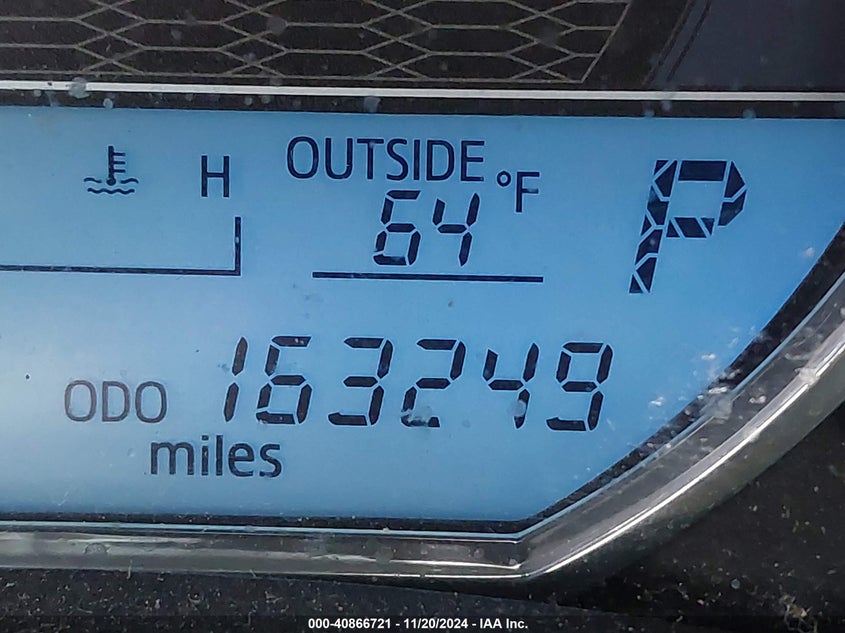 H
OUTSIDE
64 °F
P
ODO 163249
miles
000-40866721 - 11/20/2024 - IAA Inc.